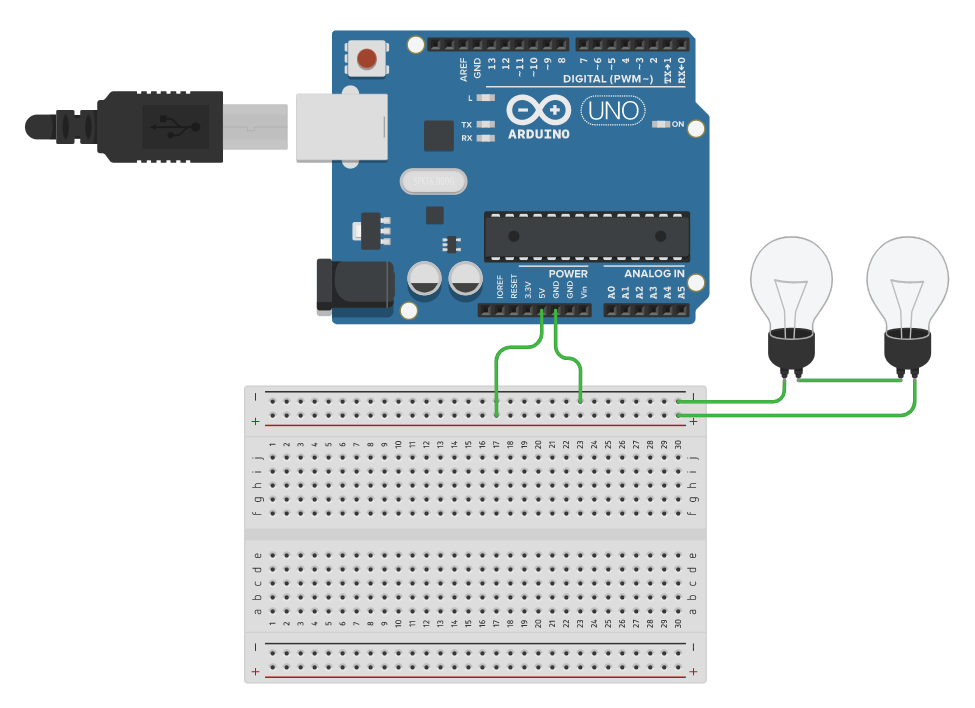 AREF GND 13 12 ~11 ~10 ~9 8 7 ~6 ~5 4 ~3 2 TX→1 RX←0
DIGITAL (PWM~)
L
TX
RX
ARDUINO
UNO
ON
POWER
ANALOG IN
IOREF RESET 3.3V 5V GND GND Vin A0 A1 A2 A3 A4 A5
− −
+ +
1 2 3 4 5 6 7 8 9 10 11 12 13 14 15 16 17 18 19 20 21 22 23 24 25 26 27 28 29 30
j j
i i
h h
g g
f f
e e
d d
c c
b b
a a
1 2 3 4 5 6 7 8 9 10 11 12 13 14 15 16 17 18 19 20 21 22 23 24 25 26 27 28 29 30
− −
+ +